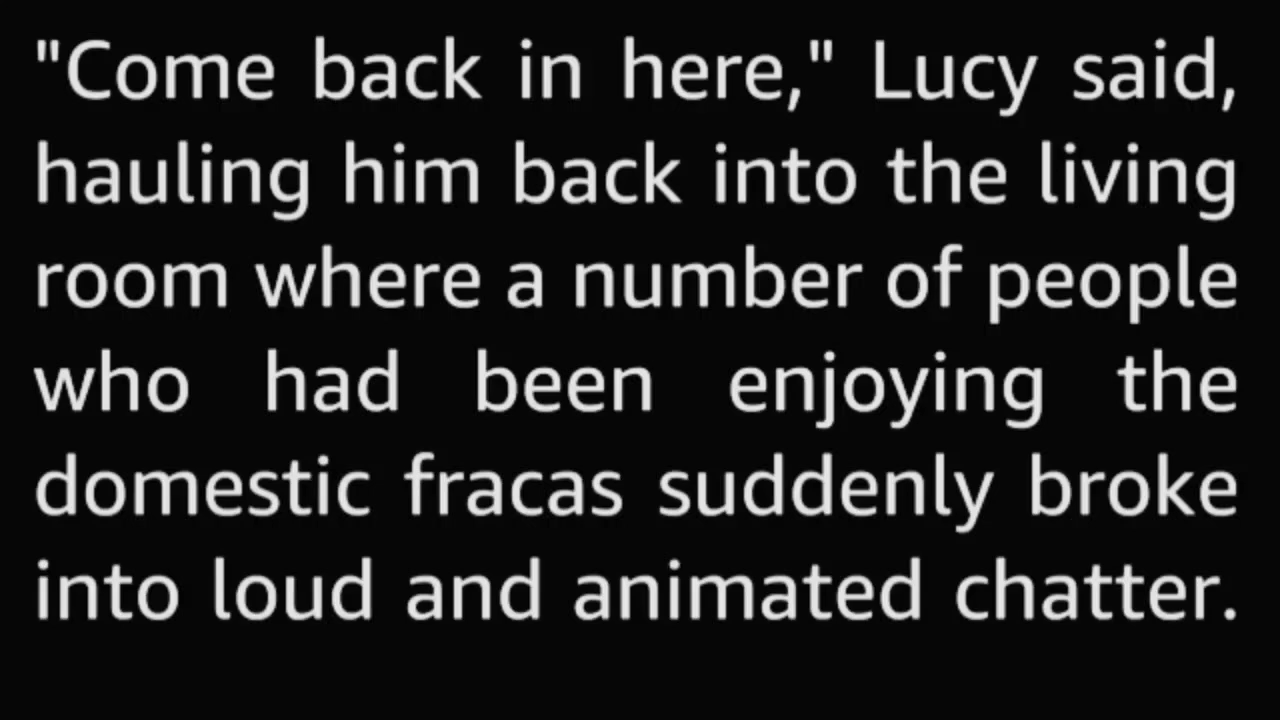 "Come back in here," Lucy said,
hauling him back into the living
room where a number of people
who had been enjoying the
domestic fracas suddenly broke
into loud and animated chatter.